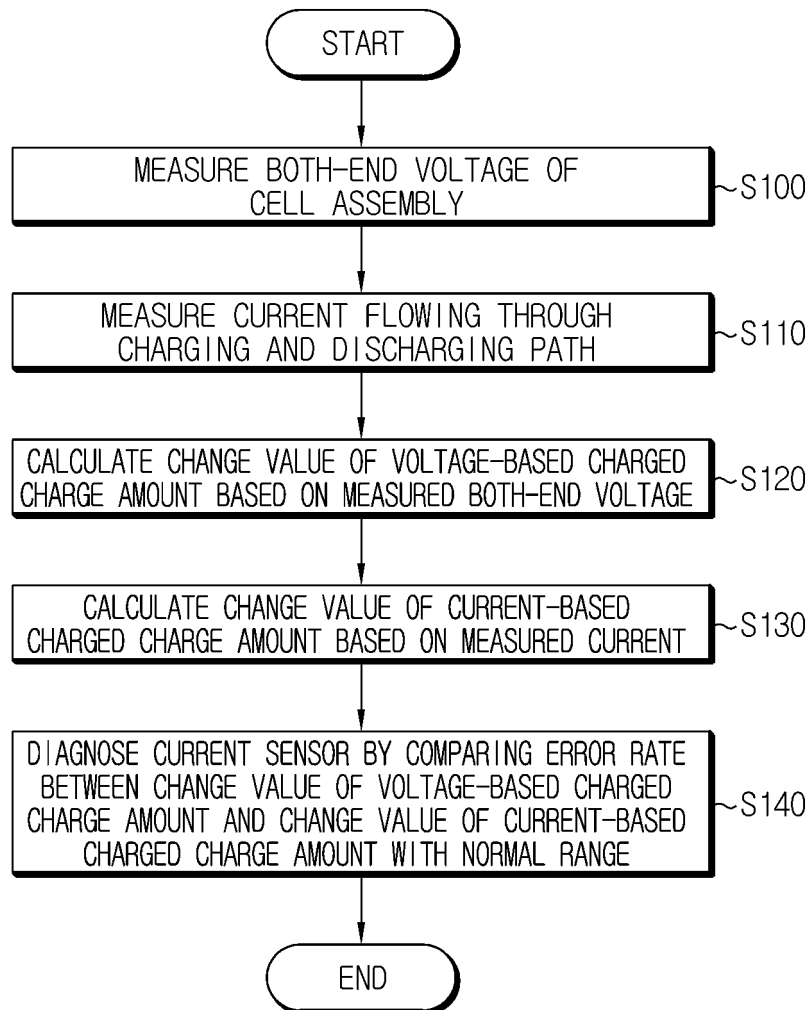 START
MEASURE BOTH-END VOLTAGE OF
CELL ASSEMBLY
~S100
MEASURE CURRENT FLOWING THROUGH
CHARGING AND DISCHARGING PATH
~S110
CALCULATE CHANGE VALUE OF VOLTAGE-BASED CHARGED
CHARGE AMOUNT BASED ON MEASURED BOTH-END VOLTAGE
~S120
CALCULATE CHANGE VALUE OF CURRENT-BASED
CHARGED CHARGE AMOUNT BASED ON MEASURED CURRENT
~S130
DIAGNOSE CURRENT SENSOR BY COMPARING ERROR RATE
BETWEEN CHANGE VALUE OF VOLTAGE-BASED CHARGED
CHARGE AMOUNT AND CHANGE VALUE OF CURRENT-BASED
CHARGED CHARGE AMOUNT WITH NORMAL RANGE
~S140
END